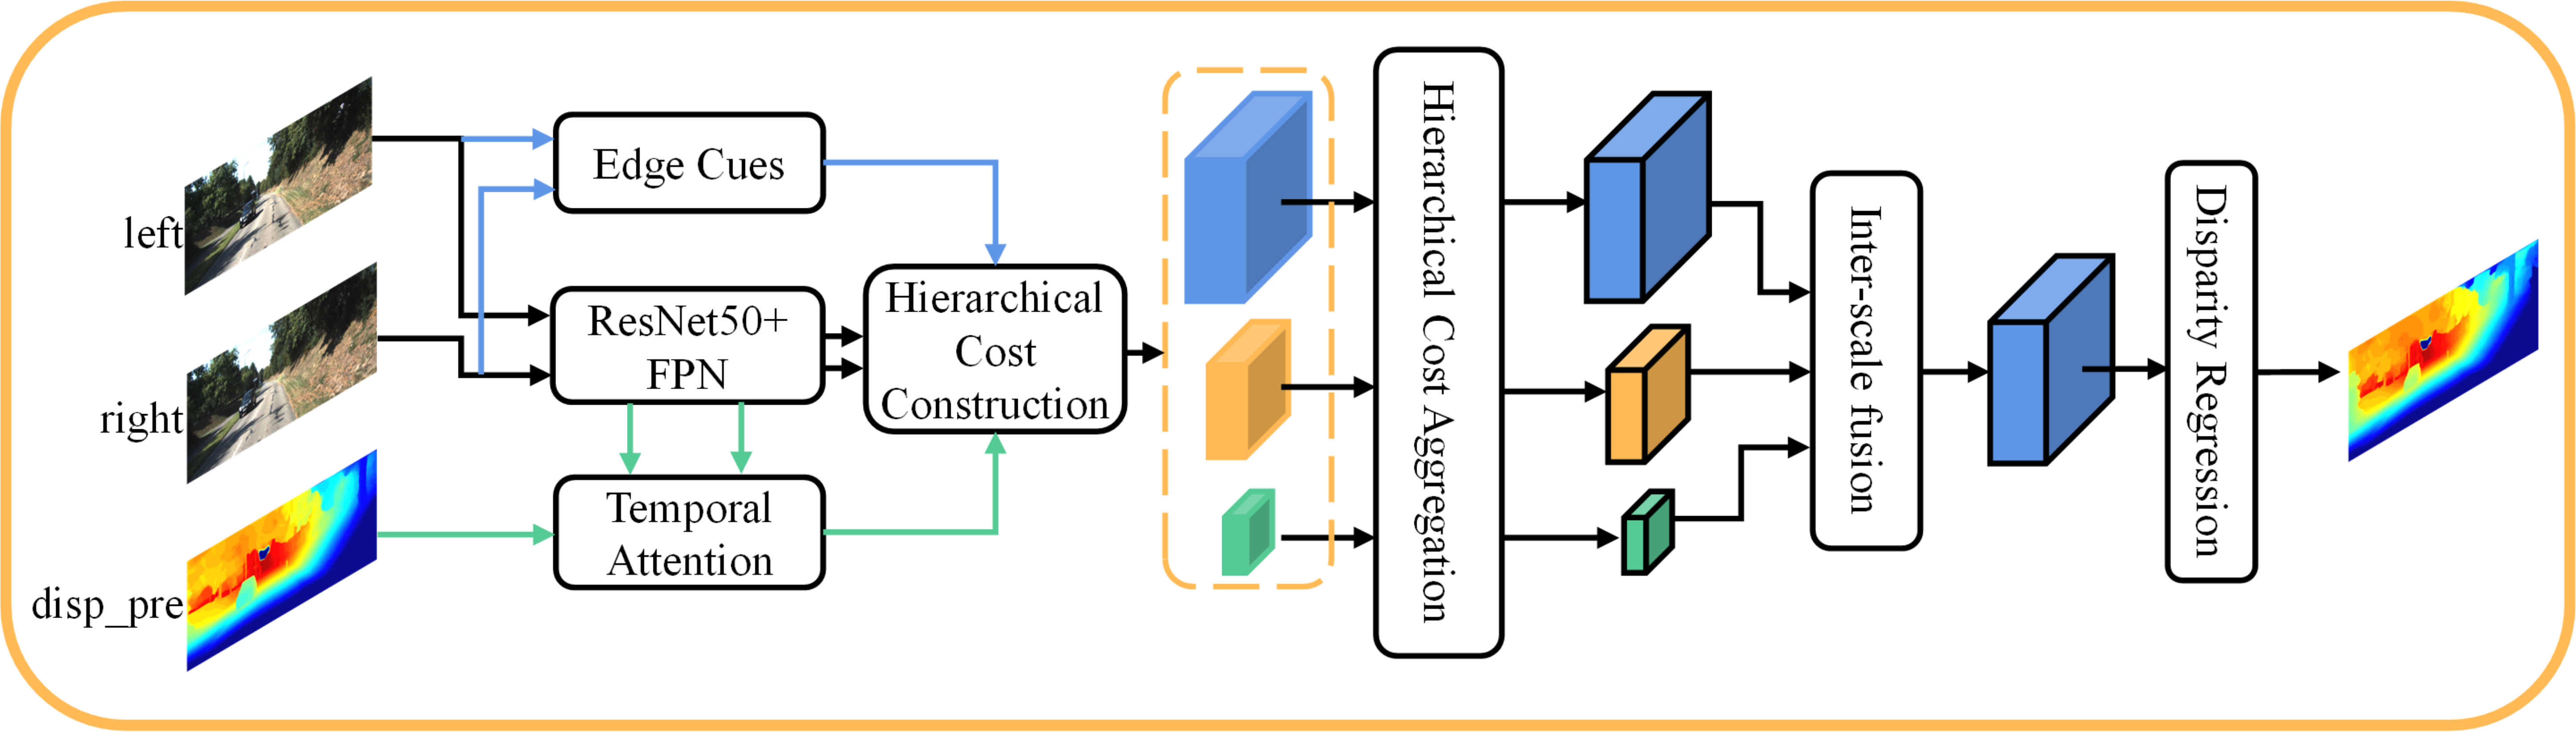 left
right
disp_pre
Edge Cues
ResNet50+
FPN
Temporal
Attention
Hierarchical
Cost
Construction
Hierarchical Cost Aggregation
Inter-scale fusion
Disparity Regression